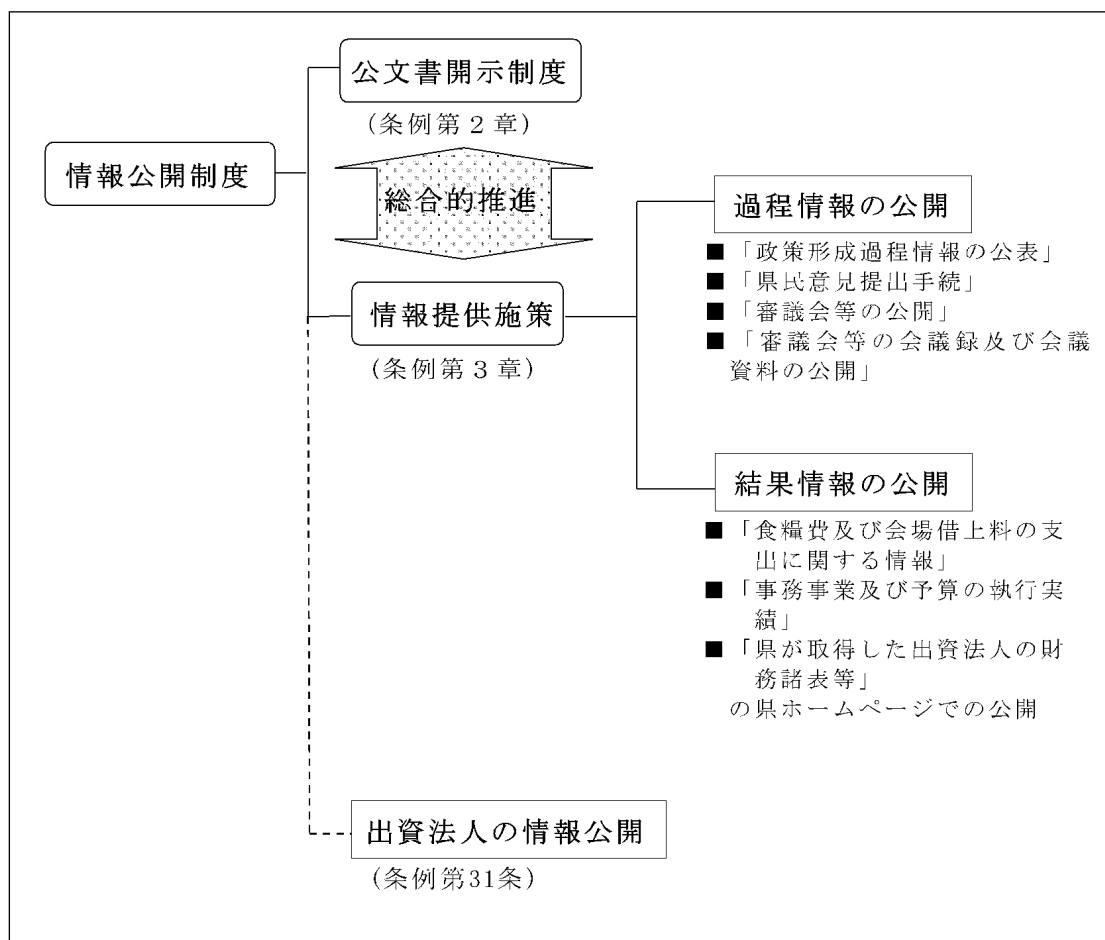 公文書開示制度
(条例第2章)
情報公開制度
総合的推進
情報提供施策
(条例第3章)
過程情報の公開
■「政策形成過程情報の公表」
■「県民意見提出手続」
■「審議会等の公開」
■「審議会等の会議録及び会議
資料の公開」
結果情報の公開
■「食糧費及び会場借上料の支
出に関する情報」
■「事務事業及び予算の執行実
績」
■「県が取得した出資法人の財
務諸表等」
の県ホームページでの公開
出資法人の情報公開
(条例第31条)